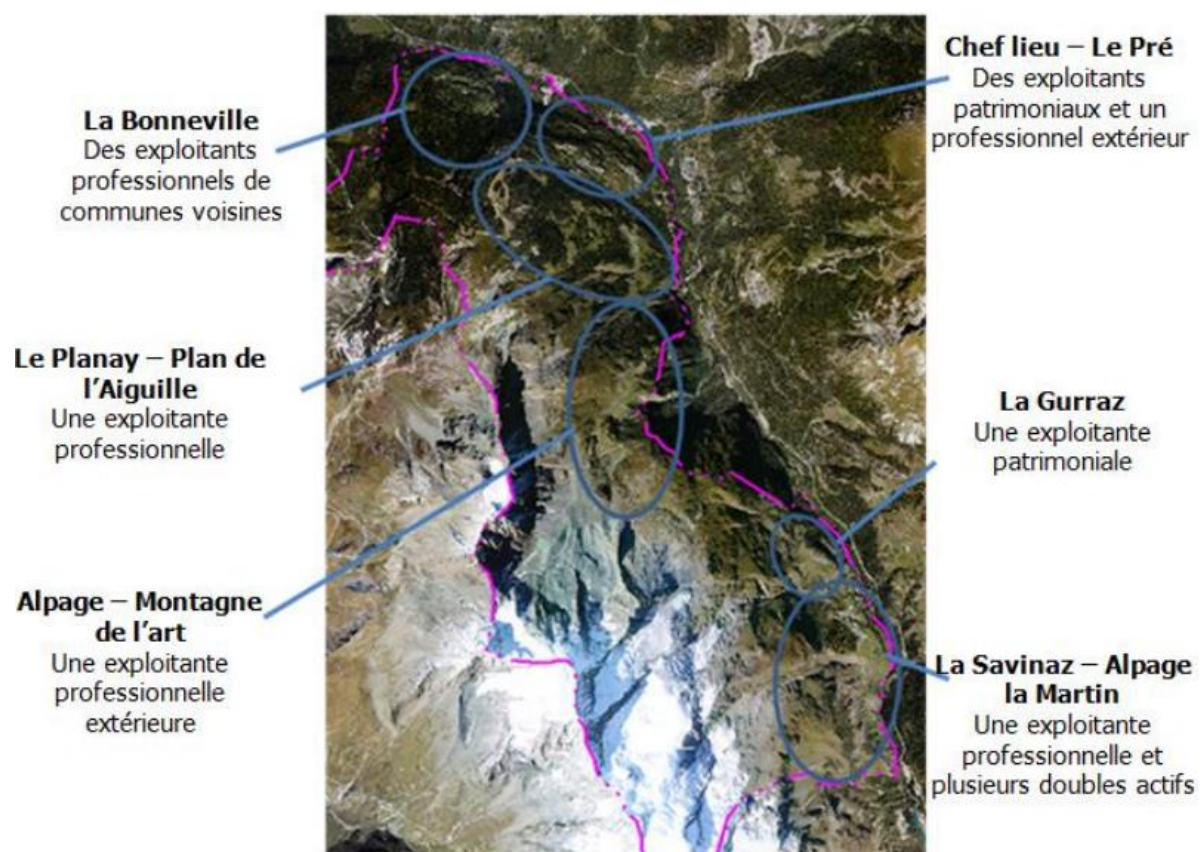 La Bonneville
Des exploitants
professionnels de
communes voisines
Le Planay – Plan de
l'Aiguille
Une exploitante
professionnelle
Alpage – Montagne
de l'art
Une exploitante
professionnelle
extérieure
Chef lieu – Le Pré
Des exploitants
patrimoniaux et un
professionnel extérieur
La Gurraz
Une exploitante
patrimoniale
La Savinaz – Alpage
la Martin
Une exploitante
professionnelle et
plusieurs doubles actifs